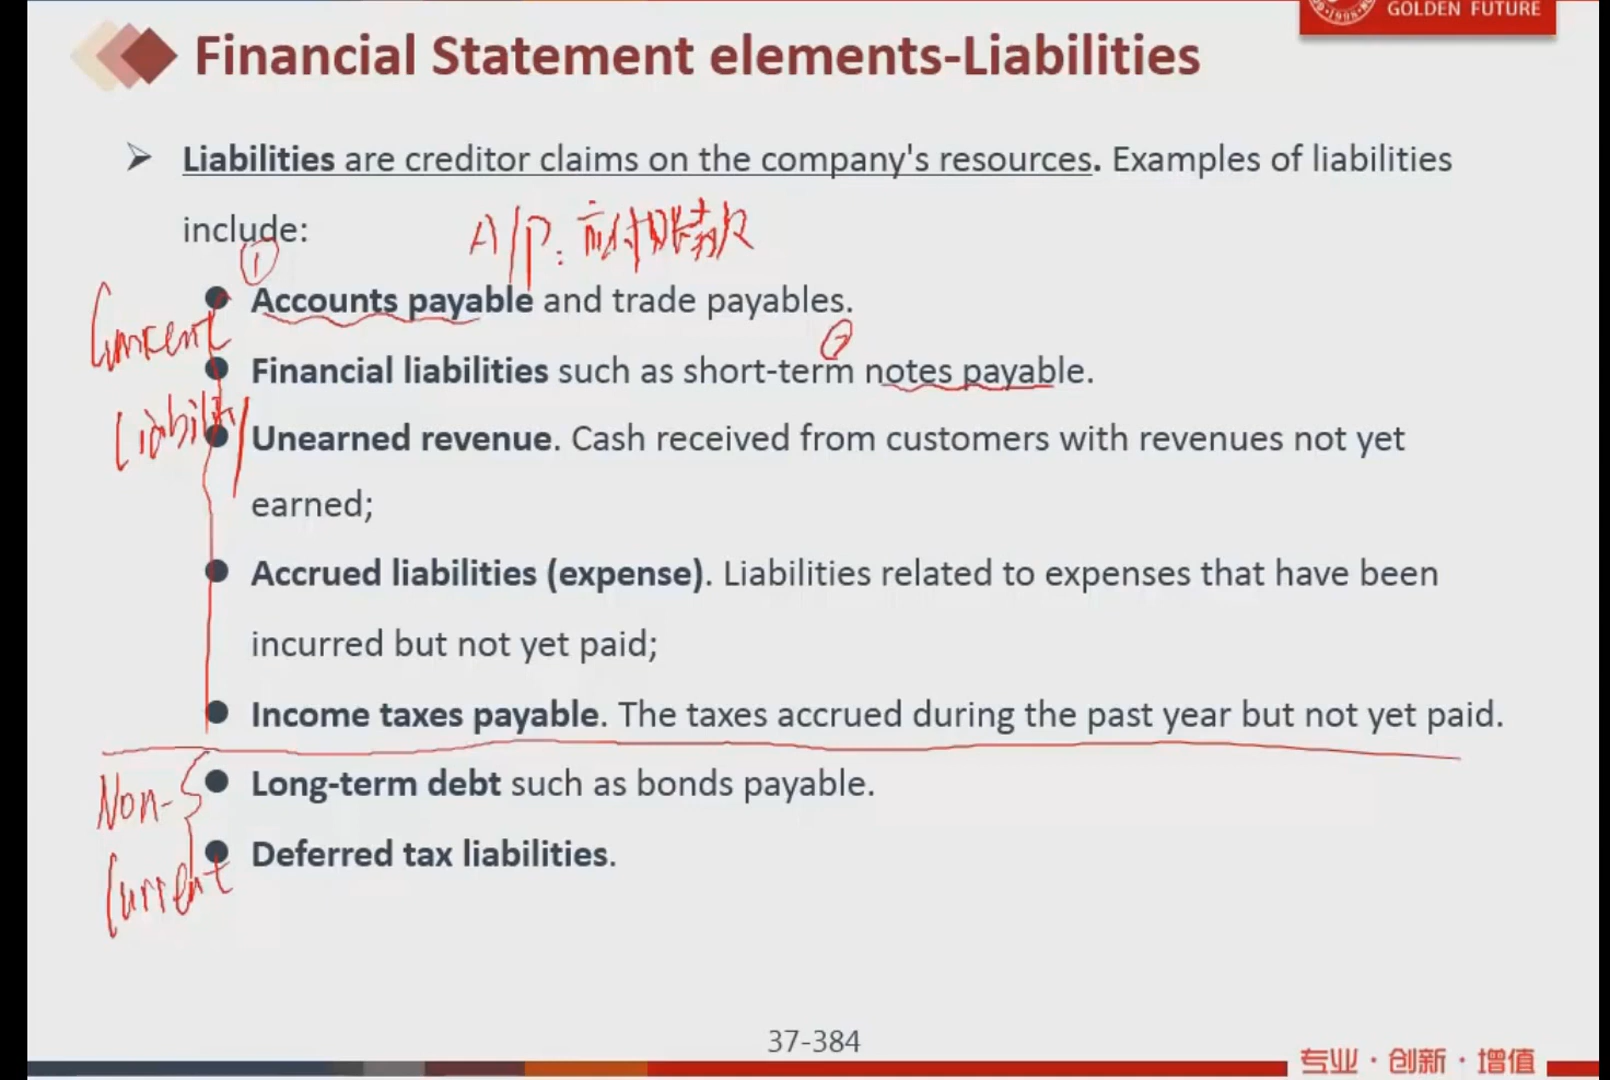 GOLDEN FUTURE
Financial Statement elements-Liabilities
➢ Liabilities are creditor claims on the company's resources. Examples of liabilities
include:
A/P: 应付账款
①
● Accounts payable and trade payables.
Current
②
● Financial liabilities such as short-term notes payable.
Liability
● Unearned revenue. Cash received from customers with revenues not yet
earned;
● Accrued liabilities (expense). Liabilities related to expenses that have been
incurred but not yet paid;
● Income taxes payable. The taxes accrued during the past year but not yet paid.
Non-
● Long-term debt such as bonds payable.
● Deferred tax liabilities.
Current
37-384
专业·创新·增值